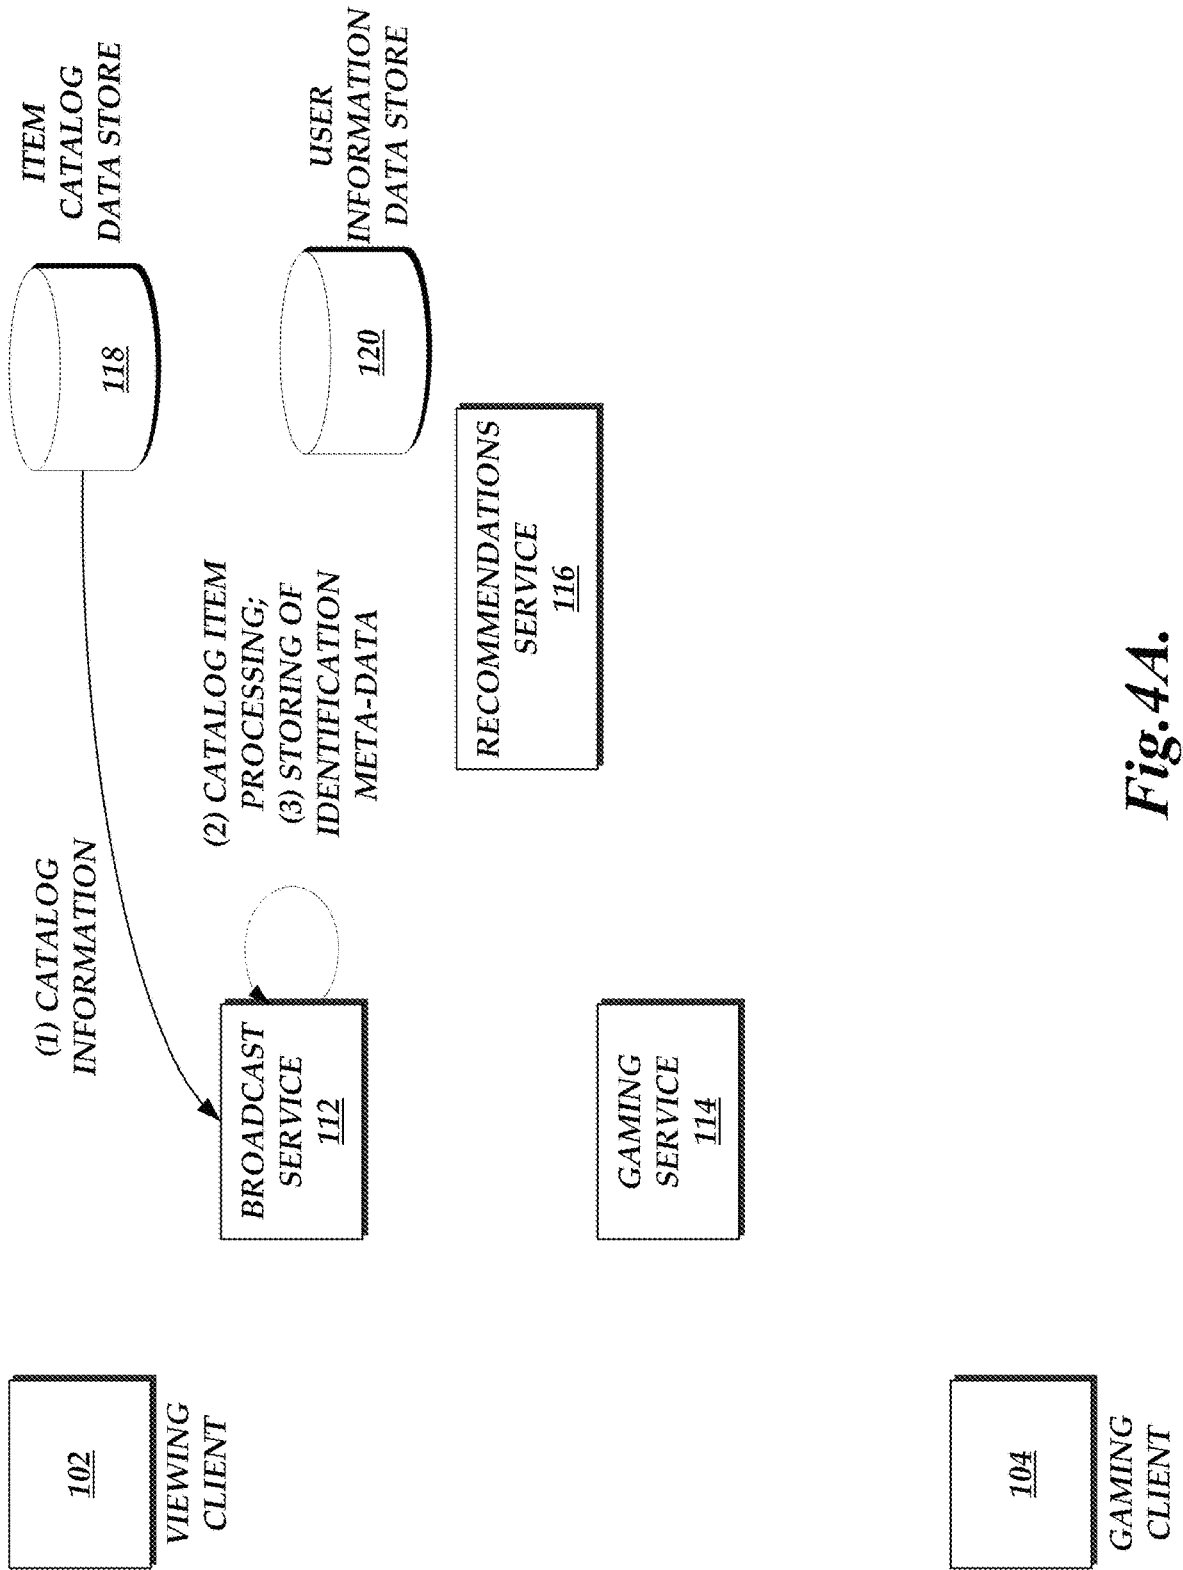 ITEM
CATALOG
DATA STORE
118
(1) CATALOG
INFORMATION
USER
INFORMATION
DATA STORE
120
(2) CATALOG ITEM
PROCESSING;
(3) STORING OF
IDENTIFICATION
META-DATA
102
VIEWING
CLIENT
BROADCAST
SERVICE
112
RECOMMENDATIONS
SERVICE
116
GAMING
SERVICE
114
104
GAMING
CLIENT
Fig.4A.